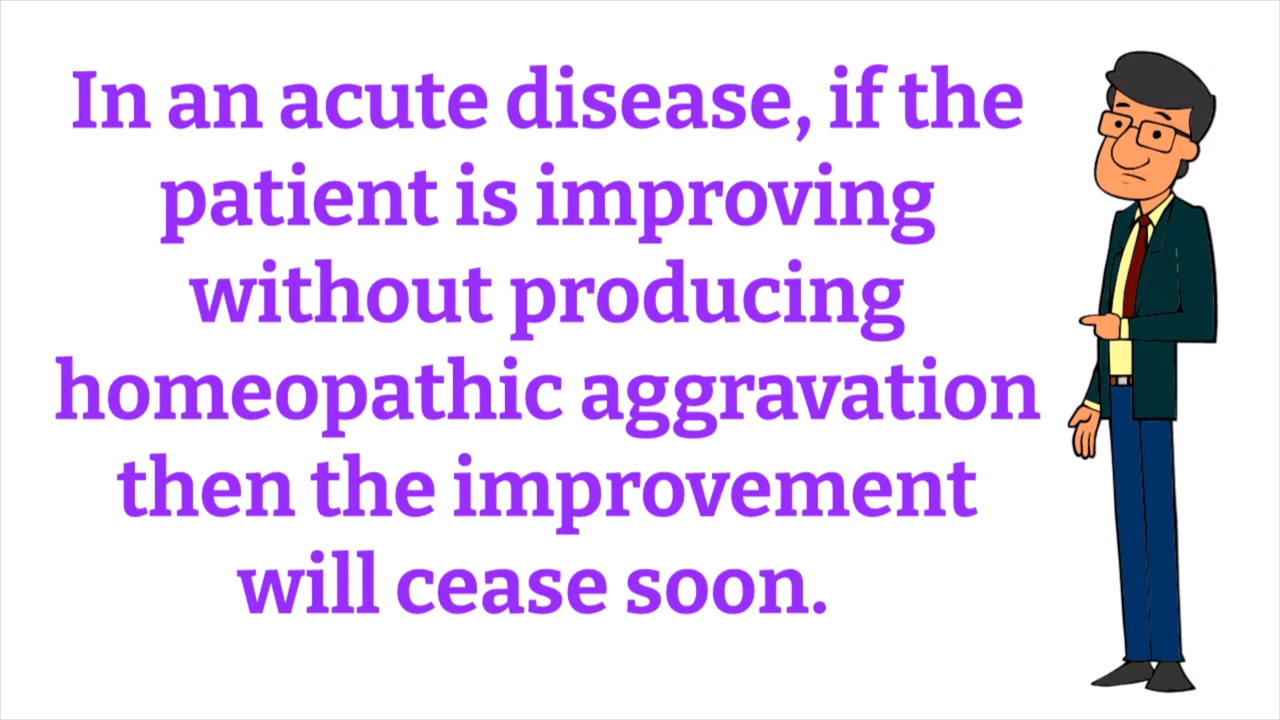 In an acute disease, if the
patient is improving
without producing
homeopathic aggravation
then the improvement
will cease soon.